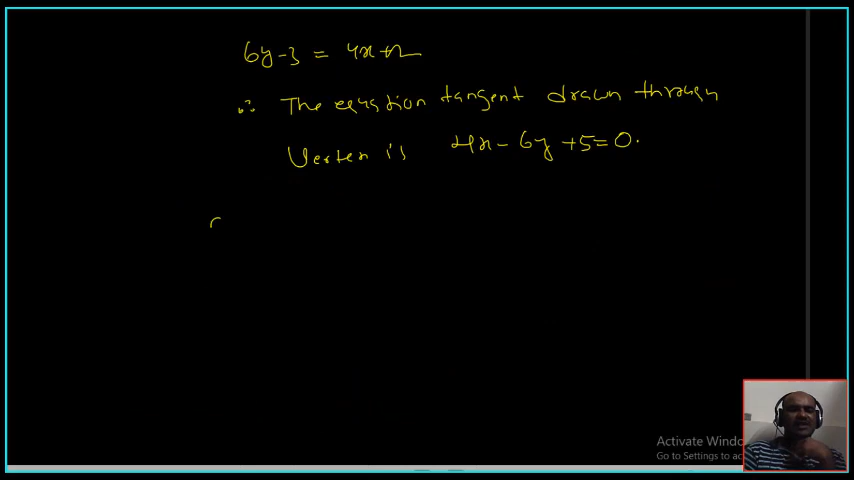 6y-3 = 4x+2
∴ The equation tangent drawn through
Vertex is 4x - 6y + 5 = 0.
Activate Windo
Go to Settings to ac